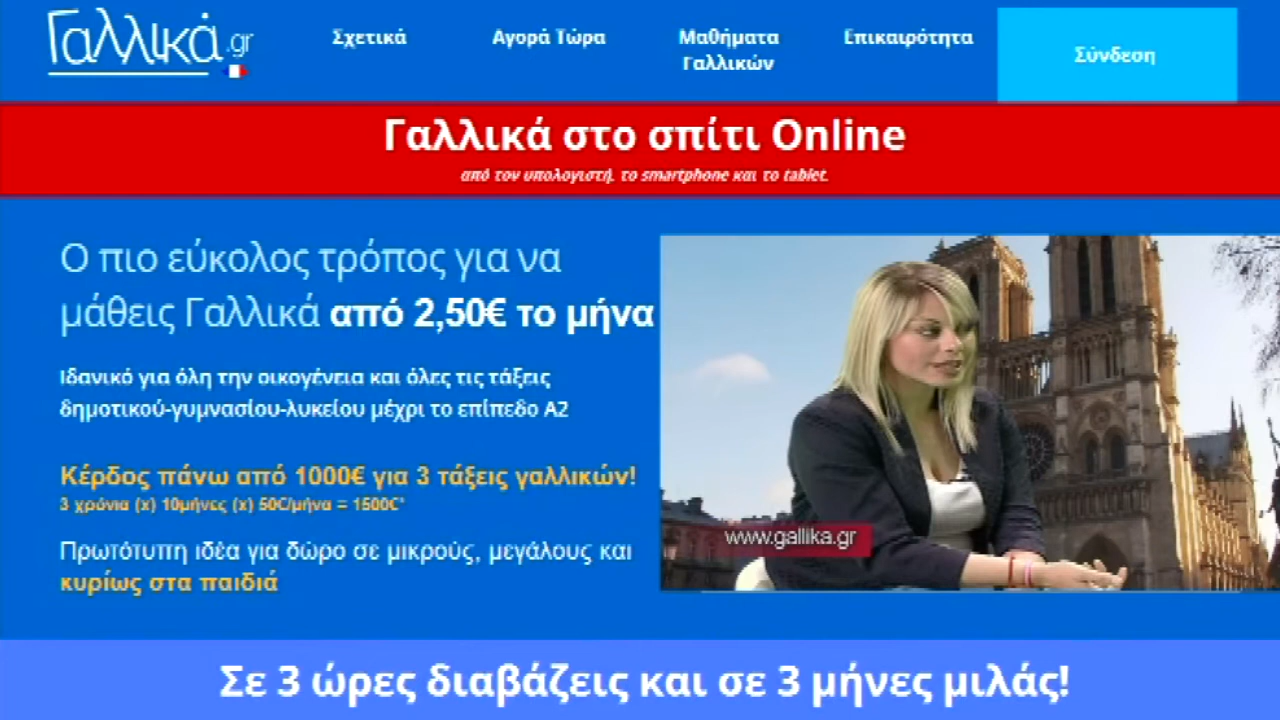 Γαλλικά.gr
Σχετικά
Αγορά Τώρα
Μαθήματα
Γαλλικών
Επικαιρότητα
Σύνδεση
Γαλλικά στο σπίτι Online
από τον υπολογιστή, το smartphone και το tablet.
Ο πιο εύκολος τρόπος για να
μάθεις Γαλλικά από 2,50€ το μήνα
Ιδανικό για όλη την οικογένεια και όλες τις τάξεις
δημοτικού-γυμνασίου-λυκείου μέχρι το επίπεδο Α2
Κέρδος πάνω από 1000€ για 3 τάξεις γαλλικών!
3 χρόνια (x) 10μήνες (x) 50€/μήνα = 1500€*
Πρωτότυπη ιδέα για δώρο σε μικρούς, μεγάλους και
κυρίως στα παιδιά
www.gallika.gr
Σε 3 ώρες διαβάζεις και σε 3 μήνες μιλάς!